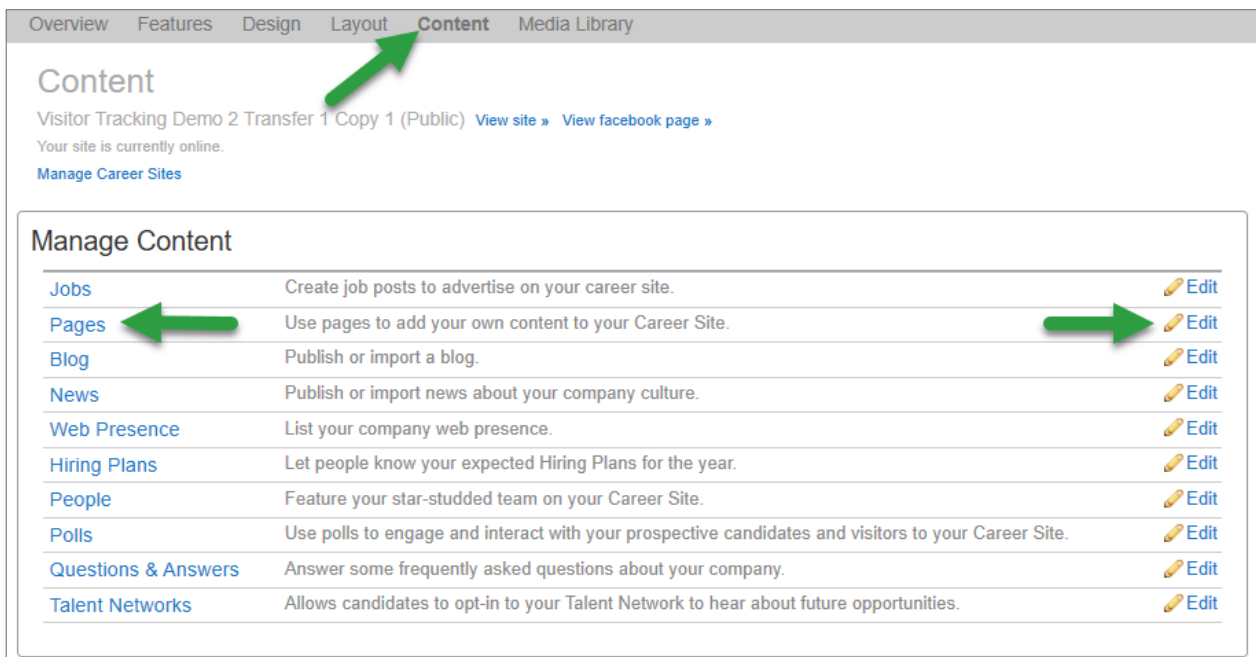 Overview Features Design Layout Content Media Library
Content
Visitor Tracking Demo 2 Transfer 1 Copy 1 (Public) View site » View facebook page »
Your site is currently online.
Manage Career Sites
Manage Content
Jobs Create job posts to advertise on your career site. Edit
Pages Use pages to add your own content to your Career Site. Edit
Blog Publish or import a blog. Edit
News Publish or import news about your company culture. Edit
Web Presence List your company web presence. Edit
Hiring Plans Let people know your expected Hiring Plans for the year. Edit
People Feature your star-studded team on your Career Site. Edit
Polls Use polls to engage and interact with your prospective candidates and visitors to your Career Site. Edit
Questions & Answers Answer some frequently asked questions about your company. Edit
Talent Networks Allows candidates to opt-in to your Talent Network to hear about future opportunities. Edit